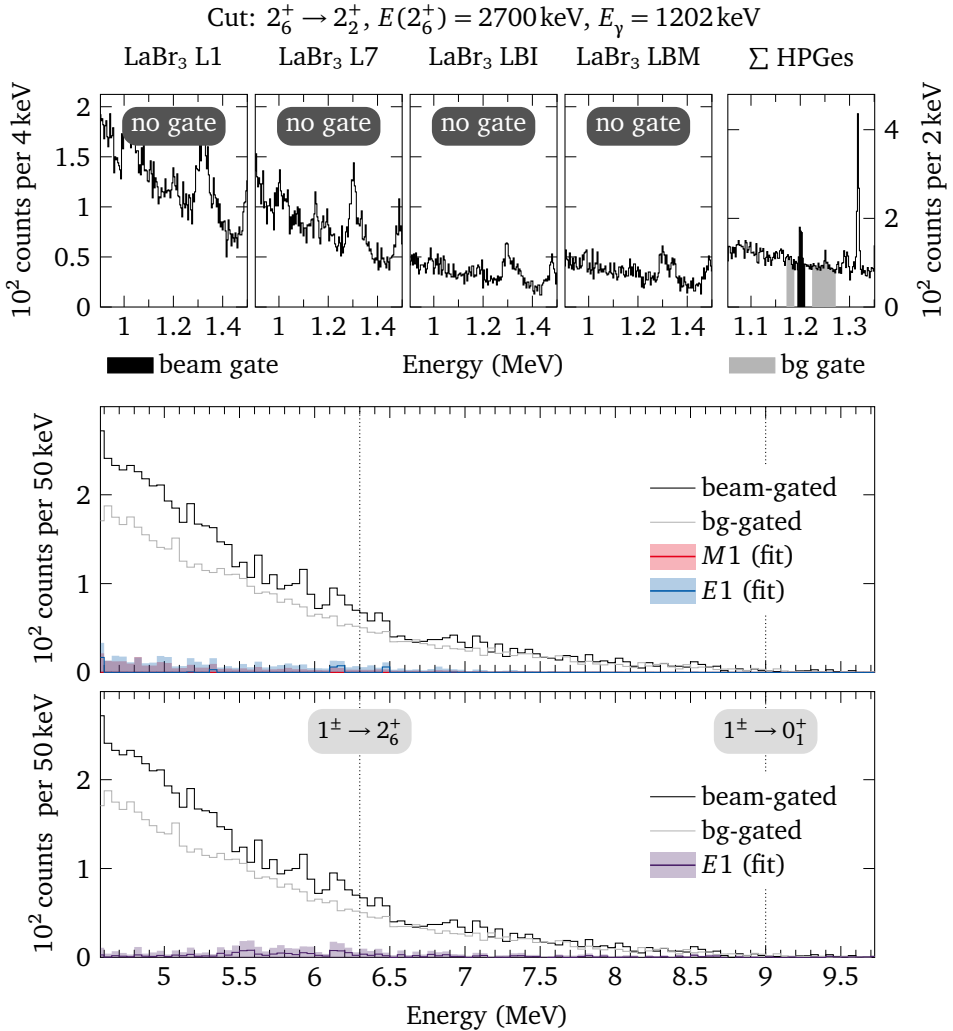 Cut: 2₆⁺ → 2₂⁺, E(2₆⁺) = 2700 keV, Eᵧ = 1202 keV
LaBr₃ L1 LaBr₃ L7 LaBr₃ LBI LaBr₃ LBM ∑ HPGes
no gate no gate no gate no gate
10² counts per 4 keV
2
1.5
1
0.5
0
10² counts per 2 keV
4
2
0
1 1.2 1.4 1 1.2 1.4 1 1.2 1.4 1 1.2 1.4 1.1 1.2 1.3
beam gate Energy (MeV) bg gate
10² counts per 50 keV
2
1
0
beam-gated
bg-gated
M1 (fit)
E1 (fit)
10² counts per 50 keV
2
1
0
1± → 2₆⁺ 1± → 0₁⁺
beam-gated
bg-gated
E1 (fit)
5 5.5 6 6.5 7 7.5 8 8.5 9 9.5
Energy (MeV)